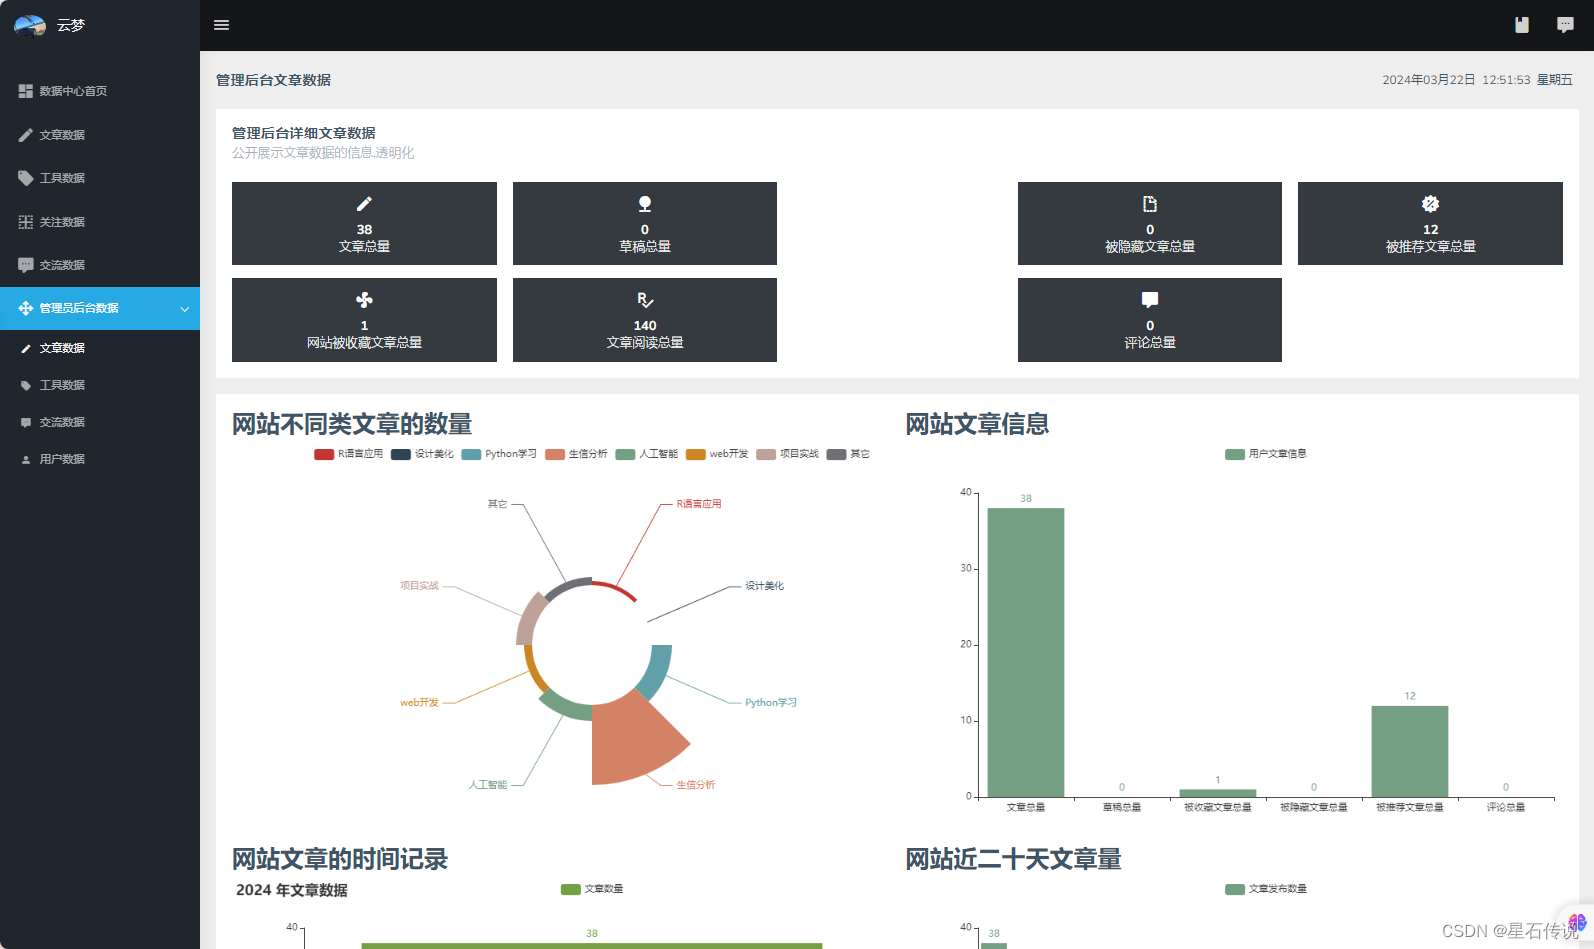 云梦
数据中心首页
文章数据
工具数据
关注数据
交流数据
管理员后台数据
文章数据
工具数据
交流数据
用户数据
管理后台文章数据
2024年03月22日 12:51:53 星期五
管理后台详细文章数据
公开展示文章数据的信息,透明化
38
文章总量
0
草稿总量
0
被隐藏文章总量
12
被推荐文章总量
1
网站被收藏文章总量
140
文章阅读总量
0
评论总量
网站不同类文章的数量
R语言应用 设计美化 Python学习 生信分析 人工智能 web开发 项目实战 其它
其它
R语言应用
项目实战
设计美化
web开发
Python学习
人工智能
生信分析
网站文章信息
用户文章信息
40
38
30
20
12
10
1
0
0
0
0
文章总量 草稿总量 被收藏文章总量 被隐藏文章总量 被推荐文章总量 评论总量
网站文章的时间记录
2024 年文章数据
文章数量
40
38
网站近二十天文章量
文章发布数量
40
38
CSDN @星石传说